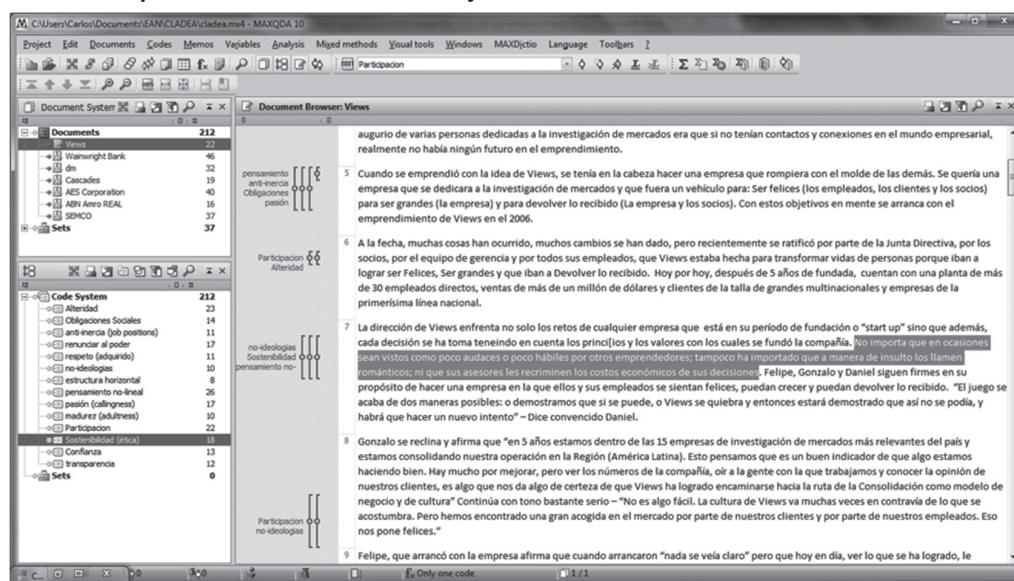 C:\Users\Carlos\Documents\EAN\CLADEA\cladea.mx4 - MAXQDA 10
Project Edit Documents Codes Memos Variables Analysis Mixed methods Visual tools Windows MAXDictio Language Toolbars ?
Participacion
Document System
Documents 212
Views 22
Wainwright Bank 46
dm 32
Cascades 19
AES Corporation 40
ABN Amro REAL 16
SEMCO 37
Sets 37
Code System 212
Alteridad 23
Obligaciones Sociales 14
anti-inercia (job positions) 11
renunciar al poder 17
respeto (adquirido) 11
no-ideologias 10
estructura horizontal 8
pensamiento no-lineal 26
pasión (callingness) 17
madurez (adultness) 10
Participacion 22
Sostenibilidad (ética) 18
Confianza 13
transparencia 12
Sets 0
Document Browser: Views
augurio de varias personas dedicadas a la investigación de mercados era que si no tenían contactos y conexiones en el mundo empresarial,
realmente no había ningún futuro en el emprendimiento.
pensamiento
anti-inercia
Obligaciones
pasión
5 Cuando se emprendió con la idea de Views, se tenía en la cabeza hacer una empresa que rompiera con el molde de las demás. Se quería una
empresa que se dedicara a la investigación de mercados y que fuera un vehículo para: Ser felices (los empleados, los clientes y los socios)
para ser grandes (la empresa) y para devolver lo recibido (La empresa y los socios). Con estos objetivos en mente se arranca con el
emprendimiento de Views en el 2006.
Participacion
Alteridad
6 A la fecha, muchas cosas han ocurrido, muchos cambios se han dado, pero recientemente se ratificó por parte de la Junta Directiva, por los
socios, por el equipo de gerencia y por todos sus empleados, que Views estaba hecha para transformar vidas de personas porque iban a
lograr ser Felices, Ser grandes y que iban a Devolver lo recibido. Hoy por hoy, después de 5 años de fundada, cuentan con una planta de más
de 30 empleados directos, ventas de más de un millón de dólares y clientes de la talla de grandes multinacionales y empresas de la
primerísima línea nacional.
no-ideologias
Sostenibilidad
pensamiento no-
7 La dirección de Views enfrenta no solo los retos de cualquier empresa que está en su período de fundación o “start up” sino que además,
cada decisión se ha toma teneindo en cuenta los princi[ios y los valores con los cuales se fundó la compañía. No importa que en ocasiones
sean vistos como poco audaces o poco hábiles por otros emprendedores; tampoco ha importado que a manera de insulto los llamen
románticos; ni que sus asesores les recriminen los costos económicos de sus decisiones. Felipe, Gonzalo y Daniel siguen firmes en su
propósito de hacer una empresa en la que ellos y sus empleados se sientan felices, puedan crecer y puedan devolver lo recibido. “El juego se
acaba de dos maneras posibles: o demostramos que si se puede, o Views se quiebra y entonces estará demostrado que así no se podía, y
habrá que hacer un nuevo intento” – Dice convencido Daniel.
8 Gonzalo se reclina y afirma que “en 5 años estamos dentro de las 15 empresas de investigación de mercados más relevantes del país y
estamos consolidando nuestra operación en la Región (América Latina). Esto pensamos que es un buen indicador de que algo estamos
haciendo bien. Hay mucho por mejorar, pero ver los números de la compañía, oír a la gente con la que trabajamos y conocer la opinión de
nuestros clientes, es algo que nos da algo de certeza de que Views ha logrado encaminarse hacia la ruta de la Consolidación como modelo de
negocio y de cultura” Continúa con tono bastante serio – “No es algo fácil. La cultura de Views va muchas veces en contravía de lo que se
acostumbra. Pero hemos encontrado una gran acogida en el mercado por parte de nuestros clientes y por parte de nuestros empleados. Eso
nos pone felices.”
Participacion
no-ideologias
9 Felipe, que arrancó con la empresa afirma que cuando arrancaron “nada se veía claro” pero que hoy en día, ver lo que se ha logrado, le
Only one code
1/1